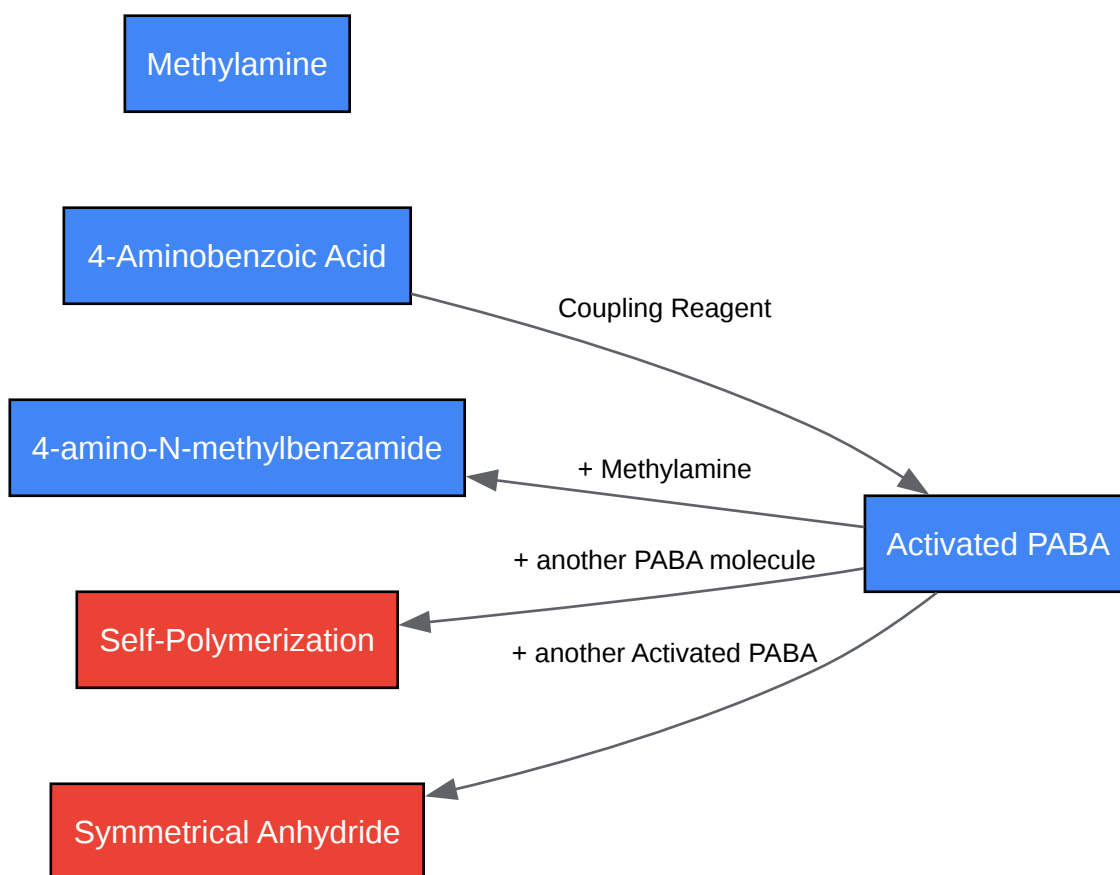 Methylamine
4-Aminobenzoic Acid
Coupling Reagent
4-amino-N-methylbenzamide
+ Methylamine
Activated PABA
+ another PABA molecule
Self-Polymerization
+ another Activated PABA
Symmetrical Anhydride